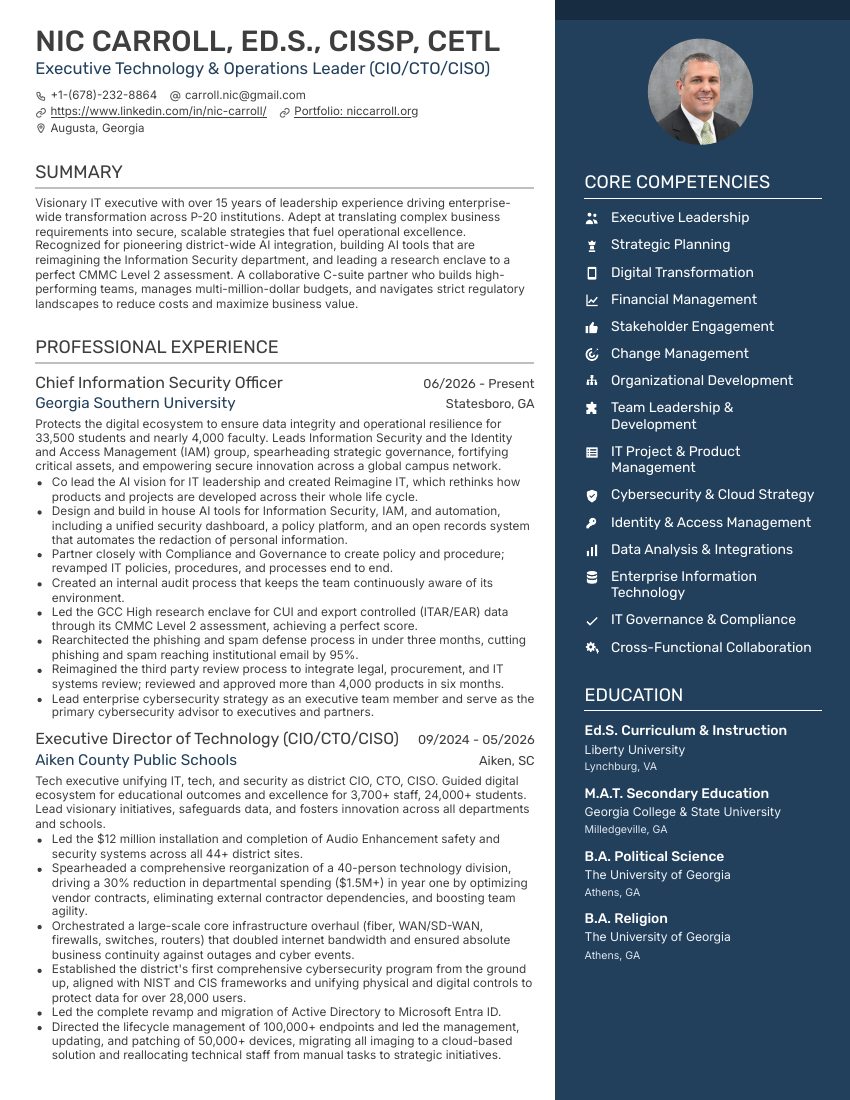 NIC CARROLL, ED.S., CISSP, CETL
Executive Technology & Operations Leader (CIO/CTO/CISO)
+1-(678)-232-8864 carroll.nic@gmail.com
https://www.linkedin.com/in/nic-carroll/ Portfolio: niccarroll.org
Augusta, Georgia
SUMMARY
Visionary IT executive with over 15 years of leadership experience driving enterprise-
wide transformation across P-20 institutions. Adept at translating complex business
requirements into secure, scalable strategies that fuel operational excellence.
Recognized for pioneering district-wide AI integration, building AI tools that are
reimagining the Information Security department, and leading a research enclave to a
perfect CMMC Level 2 assessment. A collaborative C-suite partner who builds high-
performing teams, manages multi-million-dollar budgets, and navigates strict regulatory
landscapes to reduce costs and maximize business value.
PROFESSIONAL EXPERIENCE
Chief Information Security Officer 06/2026 - Present
Georgia Southern University Statesboro, GA
Protects the digital ecosystem to ensure data integrity and operational resilience for
33,500 students and nearly 4,000 faculty. Leads Information Security and the Identity
and Access Management (IAM) group, spearheading strategic governance, fortifying
critical assets, and empowering secure innovation across a global campus network.
• Co lead the AI vision for IT leadership and created Reimagine IT, which rethinks how
products and projects are developed across their whole life cycle.
• Design and build in house AI tools for Information Security, IAM, and automation,
including a unified security dashboard, a policy platform, and an open records system
that automates the redaction of personal information.
• Partner closely with Compliance and Governance to create policy and procedure;
revamped IT policies, procedures, and processes end to end.
• Created an internal audit process that keeps the team continuously aware of its
environment.
• Led the GCC High research enclave for CUI and export controlled (ITAR/EAR) data
through its CMMC Level 2 assessment, achieving a perfect score.
• Rearchitected the phishing and spam defense process in under three months, cutting
phishing and spam reaching institutional email by 95%.
• Reimagined the third party review process to integrate legal, procurement, and IT
systems review; reviewed and approved more than 4,000 products in six months.
• Lead enterprise cybersecurity strategy as an executive team member and serve as the
primary cybersecurity advisor to executives and partners.
Executive Director of Technology (CIO/CTO/CISO) 09/2024 - 05/2026
Aiken County Public Schools Aiken, SC
Tech executive unifying IT, tech, and security as district CIO, CTO, CISO. Guided digital
ecosystem for educational outcomes and excellence for 3,700+ staff, 24,000+ students.
Lead visionary initiatives, safeguards data, and fosters innovation across all departments
and schools.
• Led the $12 million installation and completion of Audio Enhancement safety and
security systems across all 44+ district sites.
• Spearheaded a comprehensive reorganization of a 40-person technology division,
driving a 30% reduction in departmental spending ($1.5M+) in year one by optimizing
vendor contracts, eliminating external contractor dependencies, and boosting team
agility.
• Orchestrated a large-scale core infrastructure overhaul (fiber, WAN/SD-WAN,
firewalls, switches, routers) that doubled internet bandwidth and ensured absolute
business continuity against outages and cyber events.
• Established the district's first comprehensive cybersecurity program from the ground
up, aligned with NIST and CIS frameworks and unifying physical and digital controls to
protect data for over 28,000 users.
• Led the complete revamp and migration of Active Directory to Microsoft Entra ID.
• Directed the lifecycle management of 100,000+ endpoints and led the management,
updating, and patching of 50,000+ devices, migrating all imaging to a cloud-based
solution and reallocating technical staff from manual tasks to strategic initiatives.
CORE COMPETENCIES
Executive Leadership
Strategic Planning
Digital Transformation
Financial Management
Stakeholder Engagement
Change Management
Organizational Development
Team Leadership &
Development
IT Project & Product
Management
Cybersecurity & Cloud Strategy
Identity & Access Management
Data Analysis & Integrations
Enterprise Information
Technology
IT Governance & Compliance
Cross-Functional Collaboration
EDUCATION
Ed.S. Curriculum & Instruction
Liberty University
Lynchburg, VA
M.A.T. Secondary Education
Georgia College & State University
Milledgeville, GA
B.A. Political Science
The University of Georgia
Athens, GA
B.A. Religion
The University of Georgia
Athens, GA